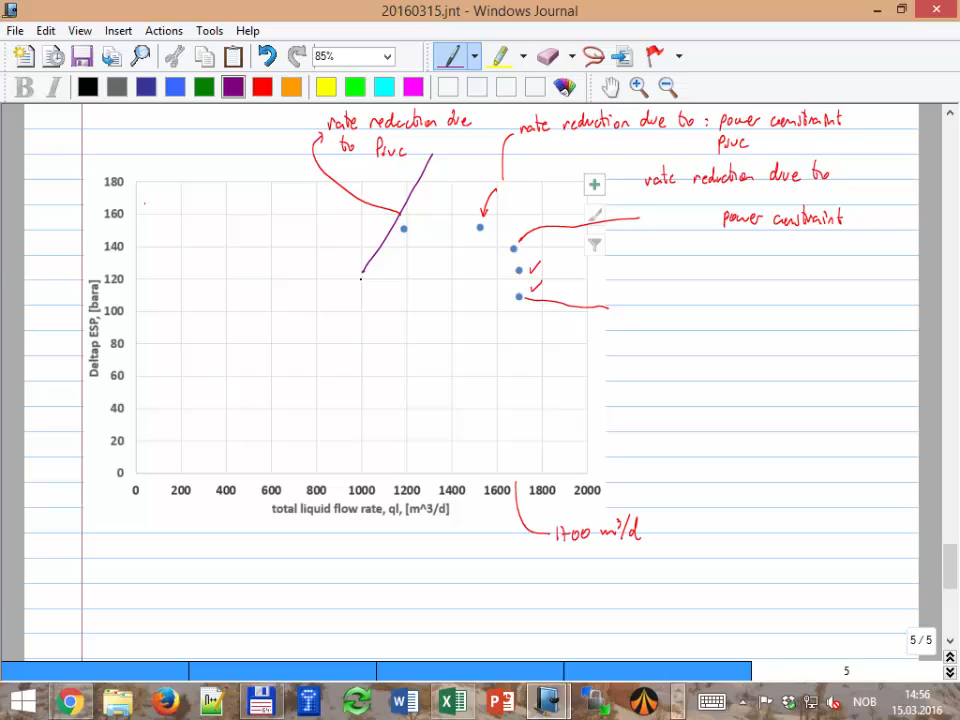 20160315.jnt - Windows Journal
File Edit View Insert Actions Tools Help
85%
B I
rate reduction due
to Psuc
rate reduction due to : power constraint
Psuc
rate reduction due to
power constraint
180
160
140
120
100
80
60
40
20
0
Deltap ESP, [bara]
0 200 400 600 800 1000 1200 1400 1600 1800 2000
total liquid flow rate, ql, [m^3/d]
1700 m³/d
5 / 5
5
NOB
14:56
15.03.2016